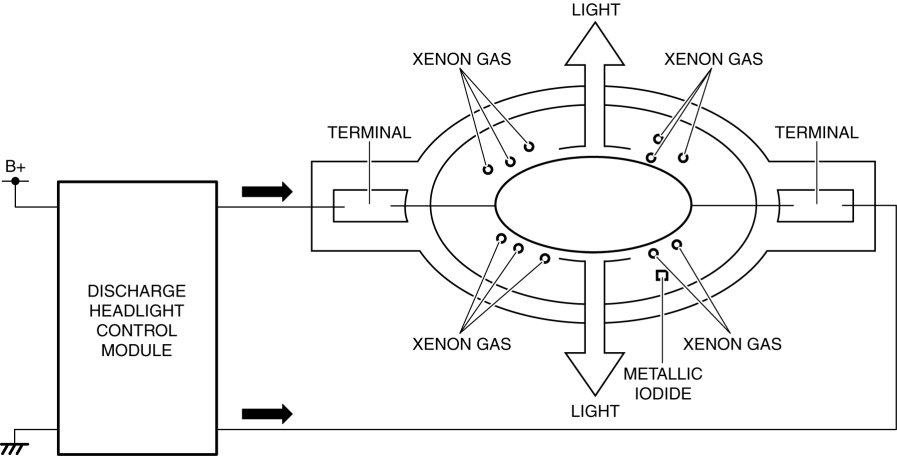 LIGHT
XENON GAS
XENON GAS
TERMINAL
TERMINAL
B+
DISCHARGE
HEADLIGHT
CONTROL
MODULE
XENON GAS
XENON GAS
METALLIC
IODIDE
LIGHT